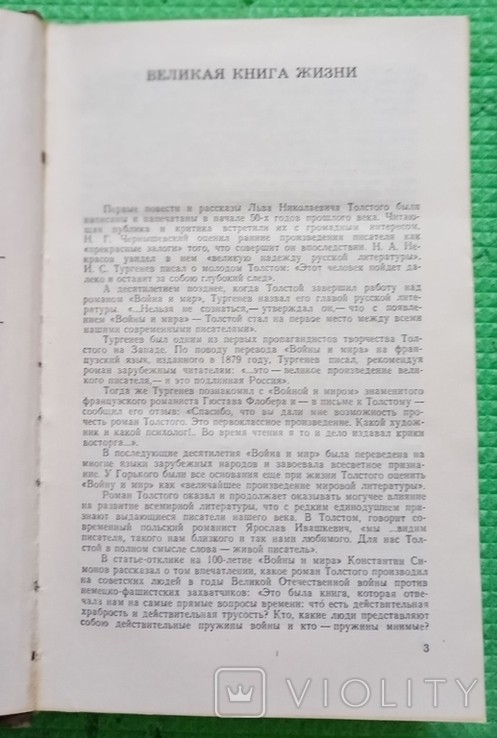 ВЕЛИКАЯ КНИГА ЖИЗНИ
Первые повести и рассказы Льва Николаевича Толстого были
написаны и напечатаны в начале 50-х годов прошлого века. Читаю-
щая публика и критика встретили их с громадным интересом.
Н. Г. Чернышевский оценил ранние произведения писателя как
«прекрасные залоги» того, что совершит он впоследствии. Н. А. Не-
красов увидел в нем «великую надежду русской литературы».
И. С. Тургенев писал о молодом Толстом: «Этот человек пойдет да-
леко и оставит за собою глубокий след».
А десятилетием позднее, когда Толстой завершил работу над
романом «Война и мир», Тургенев назвал его главой русской лите-
ратуры. «...Нельзя не сознаться,— утверждал он,— что с появле-
нием «Войны и мира» — Толстой стал на первое место между всеми
нашими современными писателями».
Тургенев был одним из первых пропагандистов творчества Тол-
стого на Западе. По поводу перевода «Войны и мира» на фран-
цузский язык, изданного в 1879 году, Тургенев писал, рекомендуя
роман зарубежным читателям: «...это — великое произведение вели-
кого писателя,— и это подлинная Россия».
Тогда же Тургенев познакомил с «Войной и миром» знаменитого
французского романиста Гюстава Флобера и — в письме к Толстому —
сообщил его отзыв: «Спасибо, что вы дали мне возможность про-
честь роман Толстого. Это первоклассное произведение. Какой худож-
ник и какой психолог!.. Во время чтения я то и дело издавал крики
восторга...».
В последующие десятилетия «Война и мир» была переведена на
многие языки зарубежных народов и завоевала всесветное призна-
ние. У Горького были все основания еще при жизни Толстого оценить
«Войну и мир» как «величайшее произведение мировой литературы».
Роман Толстого оказал и продолжает оказывать могучее влияние
на развитие всемирной литературы, что с редким единодушием при-
знают выдающиеся писатели нашего века. В Толстом, говорит со-
временный польский романист Ярослав Ивашкевич, «мы ...видим
писателя, такого нам близкого и так нами любимого. Для нас Тол-
стой в полном смысле слова — живой писатель».
В статье-отклике на 100-летие «Войны и мира» Константин Си-
монов рассказал о том впечатлении, какое роман Толстого производил
на советских людей в годы Великой Отечественной войны против
немецко-фашистских захватчиков: «Это была книга, которая отве-
чала нам на самые прямые вопросы времени: что есть действительная
храбрость и действительная трусость? Кто, какие люди представляют
собою действительные пружины войны и кто — пружины мнимые?
3
VIOLITY